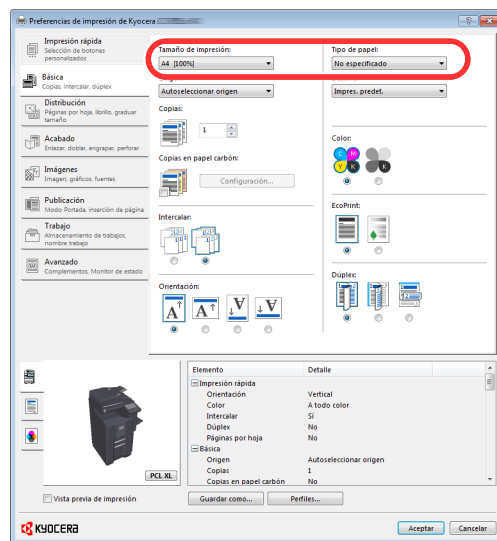 Preferencias de impresión de Kyocera
Impresión rápida
Selección de botones
personalizados
Básica
Copias, intercalar, dúplex
Distribución
Páginas por hoja, librillo, graduar
tamaño
Acabado
Enlazar, doblar, engrapar, perforar
Imágenes
Imagen, gráficos, fuentes
Publicación
Modo Portada, inserción de página
Trabajo
Almacenamiento de trabajos,
nombre trabajo
Avanzado
Complementos, Monitor de estado
Tamaño de impresión:
A4 [100%]
Autoseleccionar origen
Copias:
1
Copias en papel carbón:
Configuración...
Intercalar:
Orientación:
A A A A
Tipo de papel:
No especificado
Impres. predet.
Color:
C M
Y K K
EcoPrint:
Dúplex:
Elemento Detalle
Impresión rápida
Orientación Vertical
Color A todo color
Intercalar Sí
Dúplex No
Páginas por hoja No
Básica
Origen Autoseleccionar origen
Copias 1
Copias en papel carbón No
PCL XL
Vista previa de impresión
Guardar como... Perfiles...
KYOCERA
Aceptar Cancelar